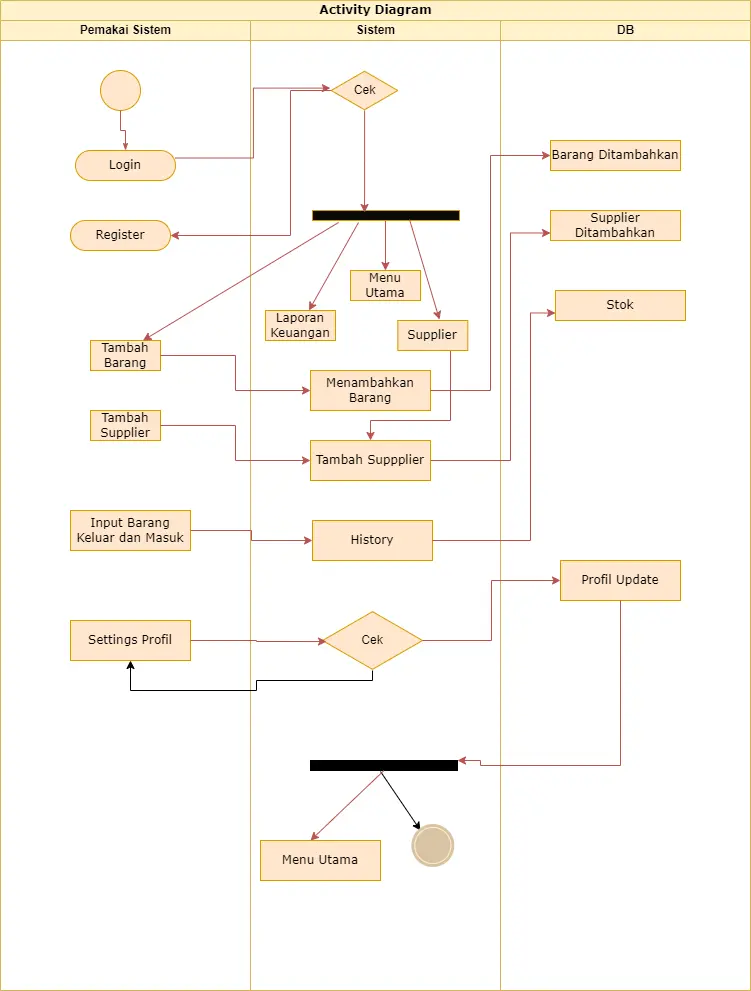 Activity Diagram
Pemakai Sistem
Sistem
DB
Cek
Login
Barang Ditambahkan
Register
Supplier
Ditambahkan
Menu
Utama
Stok
Laporan
Keuangan
Supplier
Tambah
Barang
Menambahkan
Barang
Tambah
Supplier
Tambah Suppplier
Input Barang
Keluar dan Masuk
History
Profil Update
Settings Profil
Cek
Menu Utama